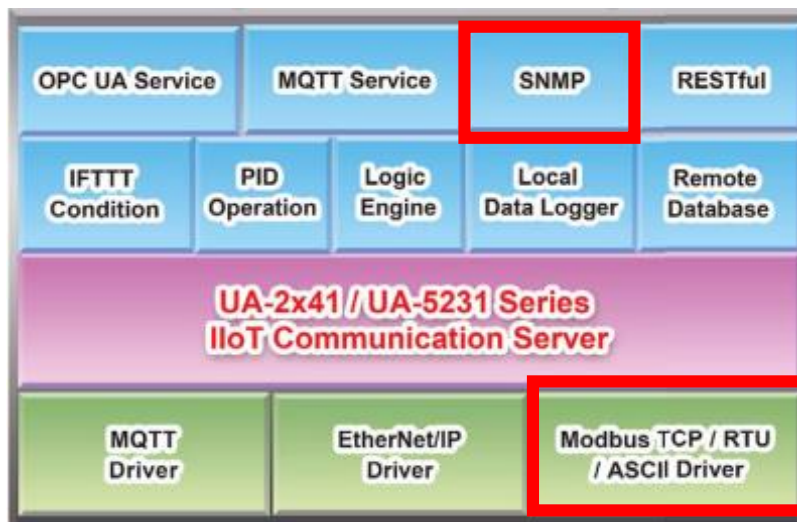 OPC UA Service
MQTT Service
SNMP
RESTful
IFTTT
Condition
PID
Operation
Logic
Engine
Local
Data Logger
Remote
Database
UA-2x41 / UA-5231 Series
IIoT Communication Server
MQTT
Driver
EtherNet/IP
Driver
Modbus TCP / RTU
/ ASCII Driver